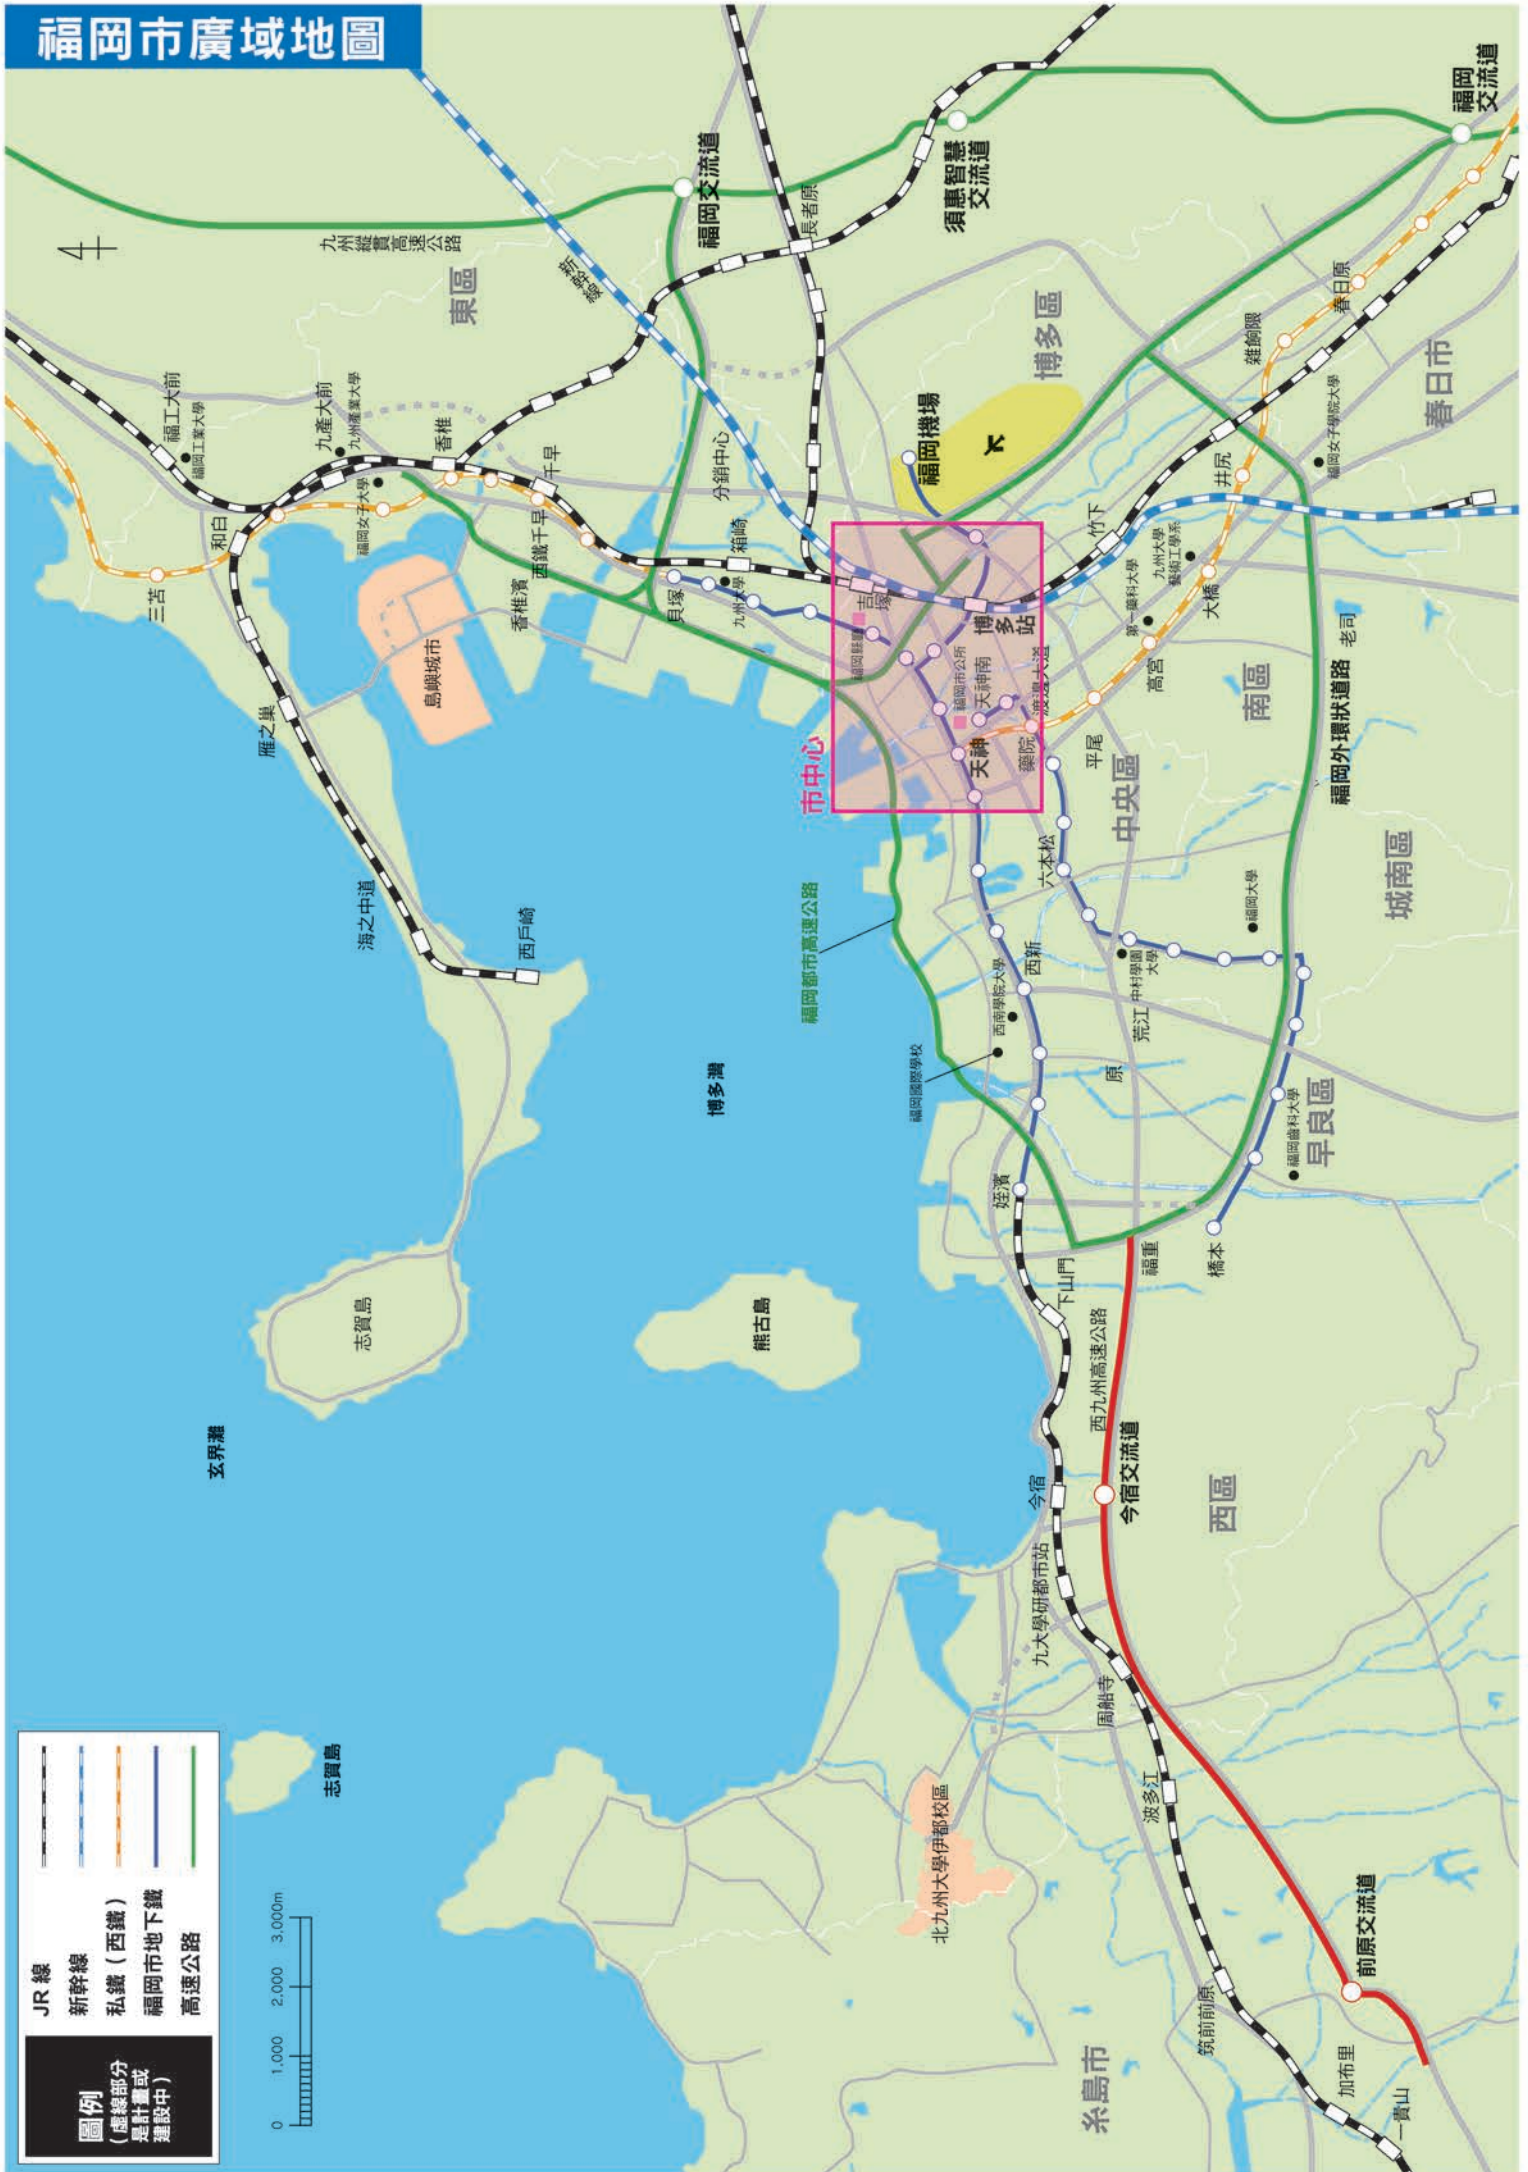 福岡市廣域地圖
圖例
(虛線部分
是計畫或
建設中)
JR 線
新幹線
私鐵(西鐵)
福岡市地下鐵
高速公路
0
1,000
2,000
3,000m
九州
縱貫
高速
公路
東區
新幹線
福岡交流道
長者原
須惠智慧
交流道
福岡
交流道
福工大前
福岡工業大學
九產大前
九州產業大學
香椎
千早
福岡女子大學
和白
三苫
雁之巢
海之中道
西戶崎
島嶼城市
香椎濱
西鐵千早
貝塚
九州大學
箱崎
分銷中心
福岡機場
博多區
雜餉隈
春日原
春日市
福岡女子學院大學
井尻
竹下
九州大學
藝術工學系
第一藥科大學
大橋
高宮
老司
南區
福岡外環狀道路
吉塚
福岡縣廳
博多站
福岡市公所
天神南
渡邊大道
天神
藥院
平尾
市中心
中央區
六本松
福岡大學
城南區
福岡都市高速公路
西新
西南學院大學
福岡國際學校
中村學園
大學
荒江
原
博多灣
早良區
福岡齒科大學
姪濱
下山門
福重
橋本
西九州高速公路
今宿交流道
今宿
西區
九大學研都市站
周船寺
波多江
北九州大學伊都校區
筑前前原
前原交流道
加布里
一貴山
糸島市
志賀島
熊古島
玄界灘
志賀島